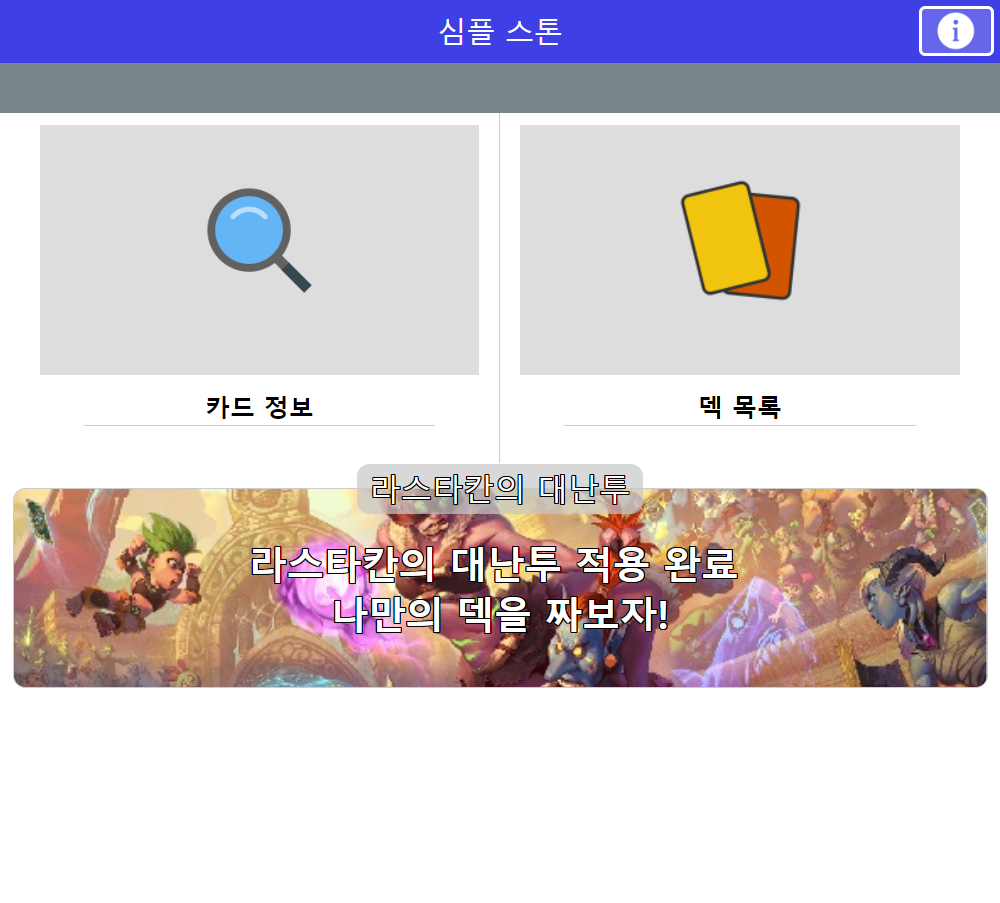 심플 스톤
카드 정보
덱 목록
라스타칸의 대난투
라스타칸의 대난투 적용 완료
나만의 덱을 짜보자!